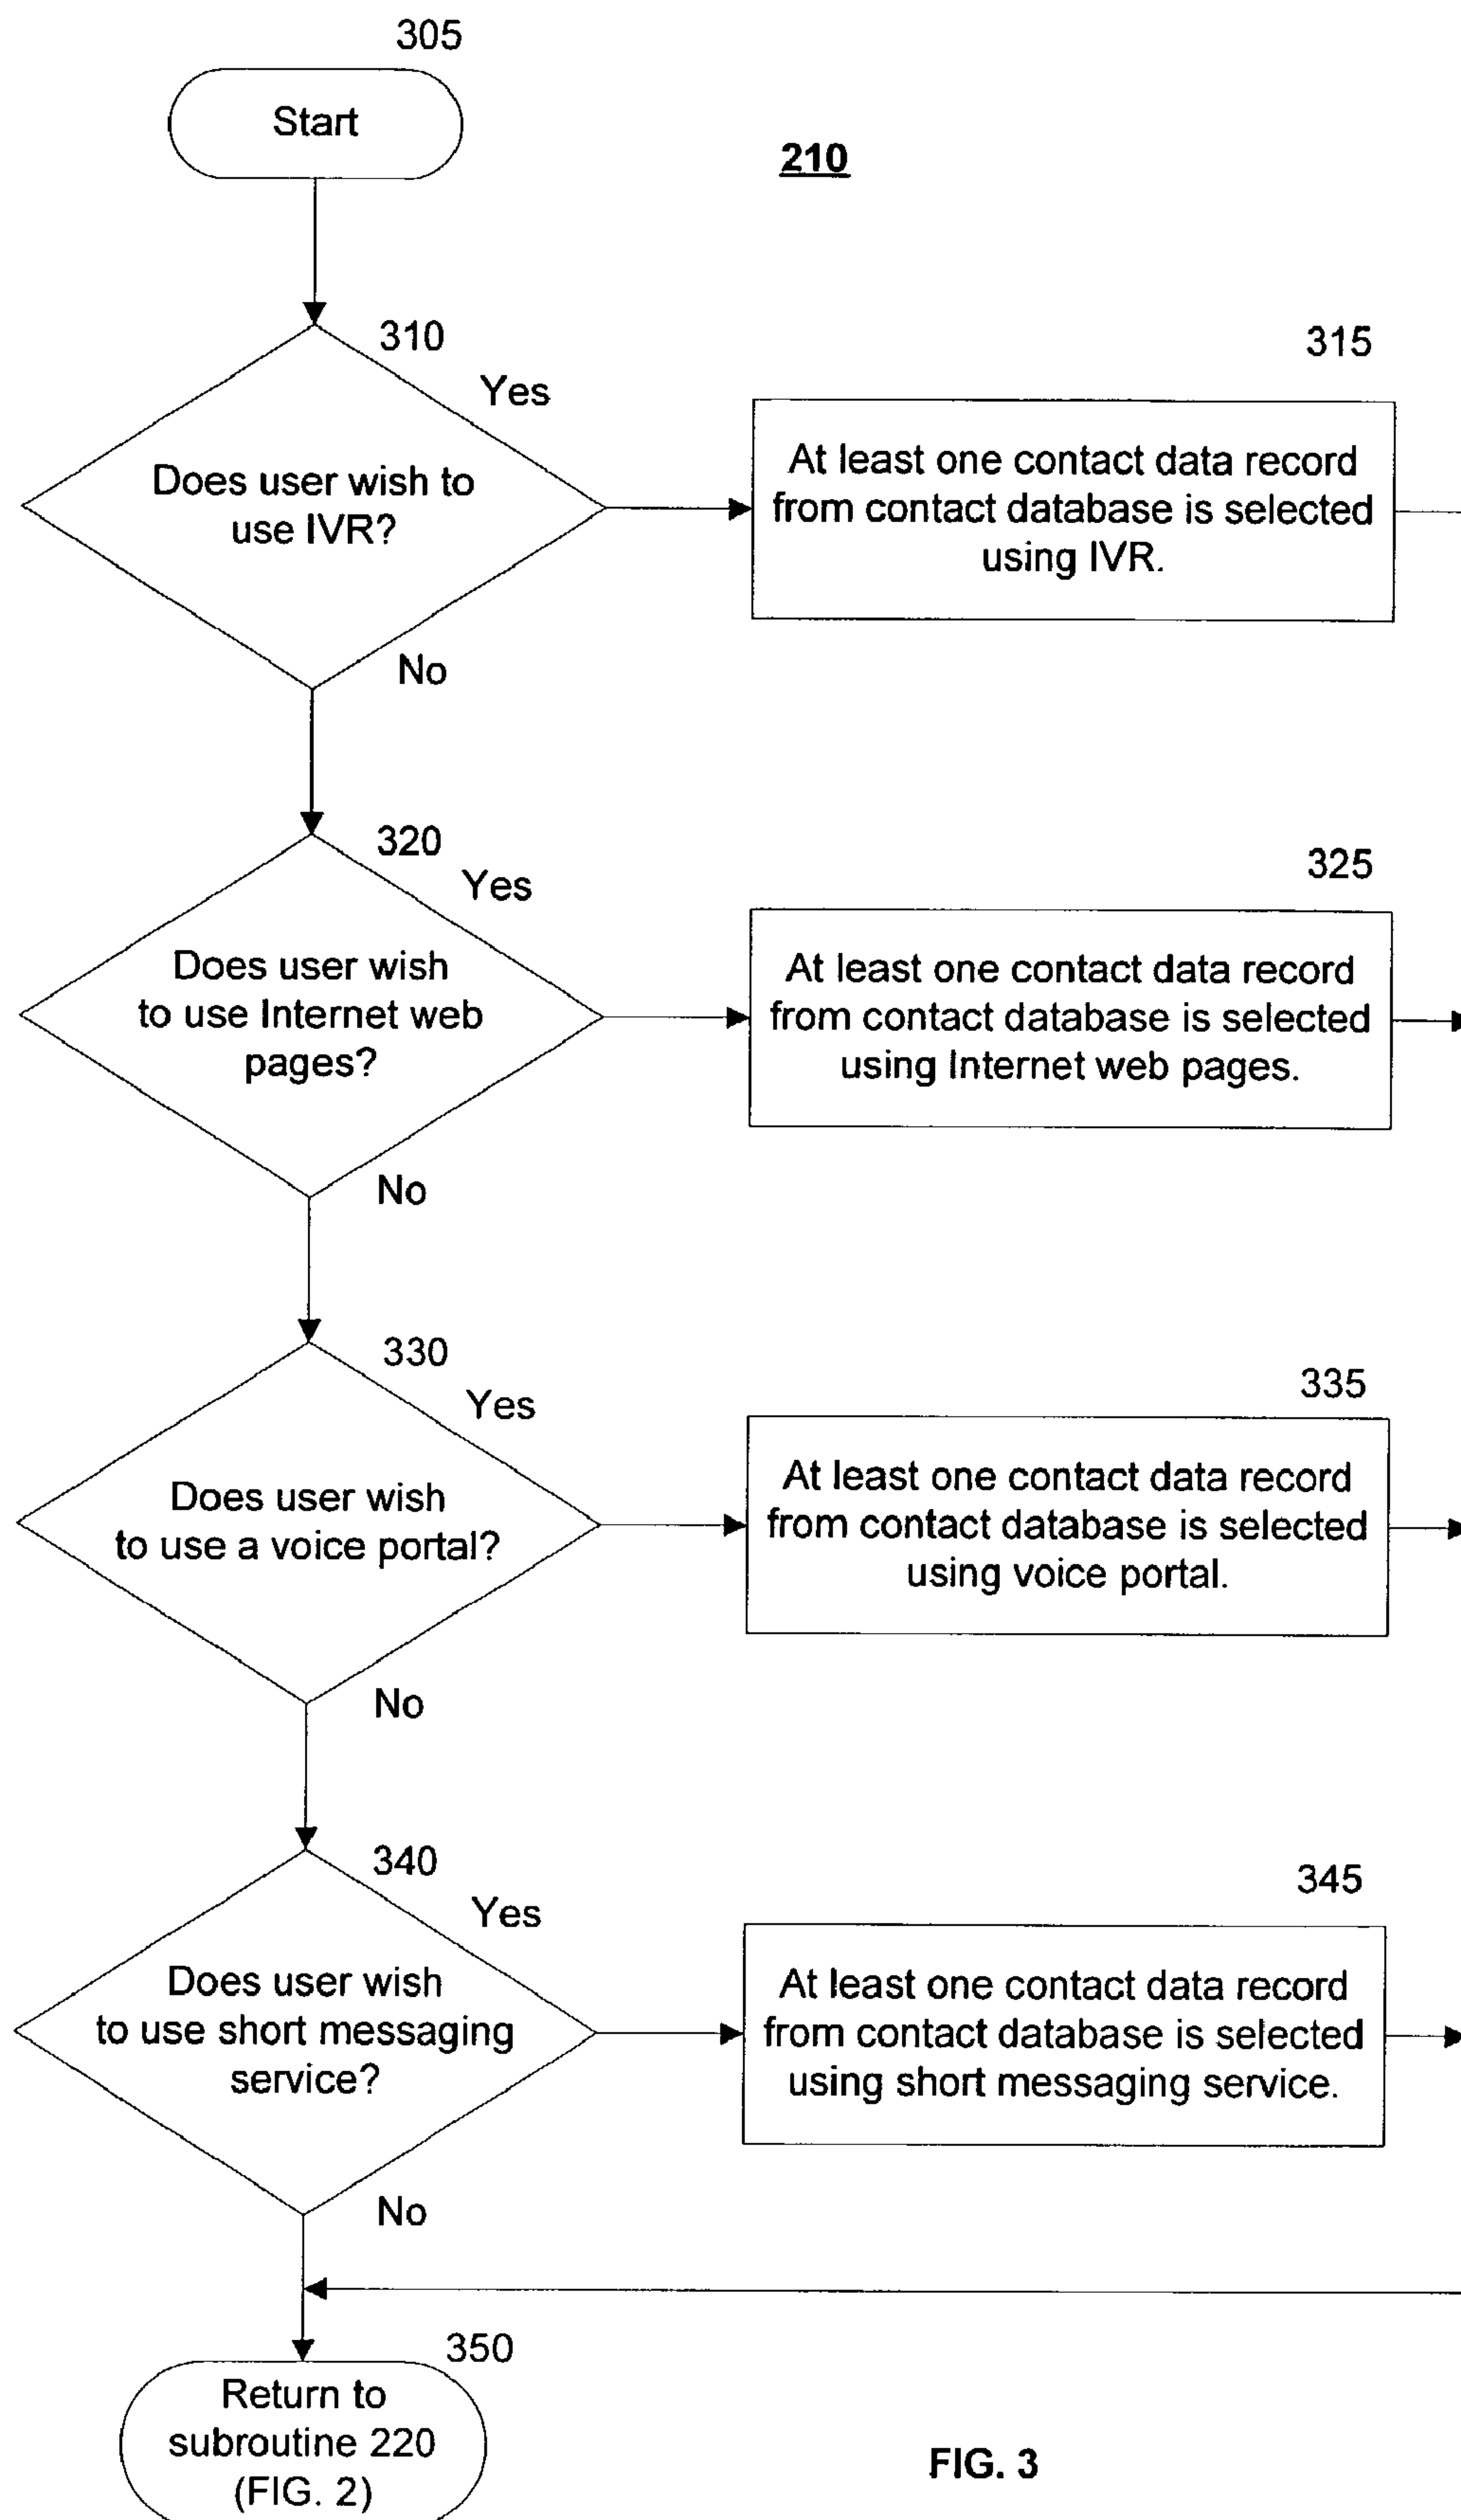 305
Start
210
310
Yes
315
Does user wish to
use IVR?
At least one contact data record
from contact database is selected
using IVR.
No
320
Yes
325
Does user wish
to use Internet web
pages?
At least one contact data record
from contact database is selected
using Internet web pages.
No
330
Yes
335
Does user wish
to use a voice portal?
At least one contact data record
from contact database is selected
using voice portal.
No
340
Yes
345
Does user wish
to use short messaging
service?
At least one contact data record
from contact database is selected
using short messaging service.
No
350
Return to
subroutine 220
(FIG. 2)
FIG. 3